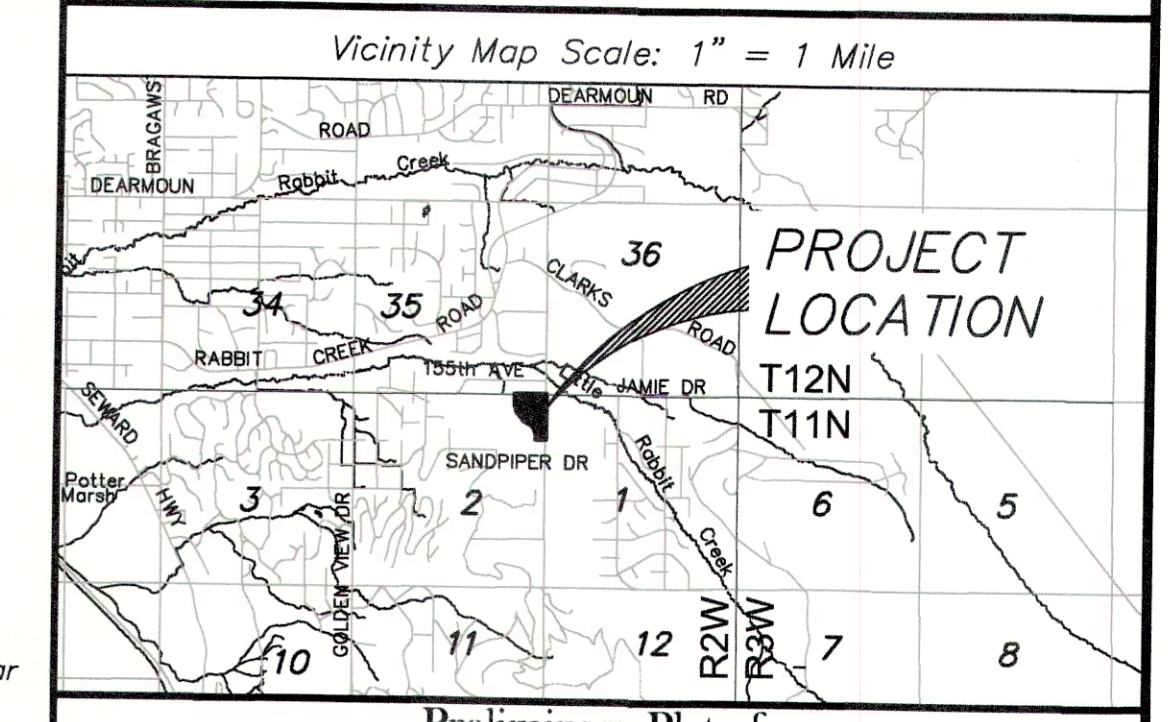 Vicinity Map Scale: 1" = 1 Mile
DEARMOUN RD
BRAGAWS
ROAD
Creek
Rabbit
DEARMOUN
36
PROJECT
LOCATION
CLARKS
34
35
ROAD
ROAD
RABBIT CREEK
155th AVE
Little
JAMIE DR
T12N
T11N
SEWARD
HWY
SANDPIPER DR
Potter
Marsh
Rabbit
Creek
3
2
1
6
5
GOLDEN VIEW DR
R2W
R3W
10
11
12
7
8
ar